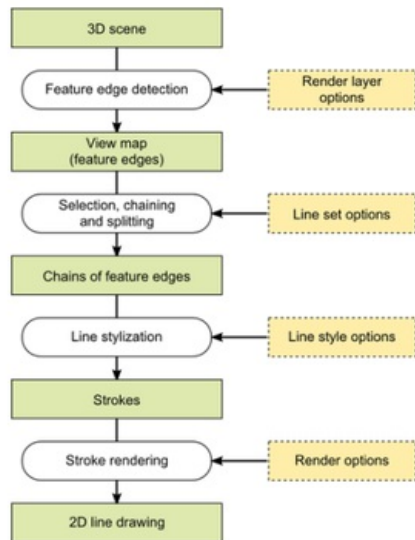 3D scene
Feature edge detection
Render layer
options
View map
(feature edges)
Selection, chaining
and splitting
Line set options
Chains of feature edges
Line stylization
Line style options
Strokes
Stroke rendering
Render options
2D line drawing